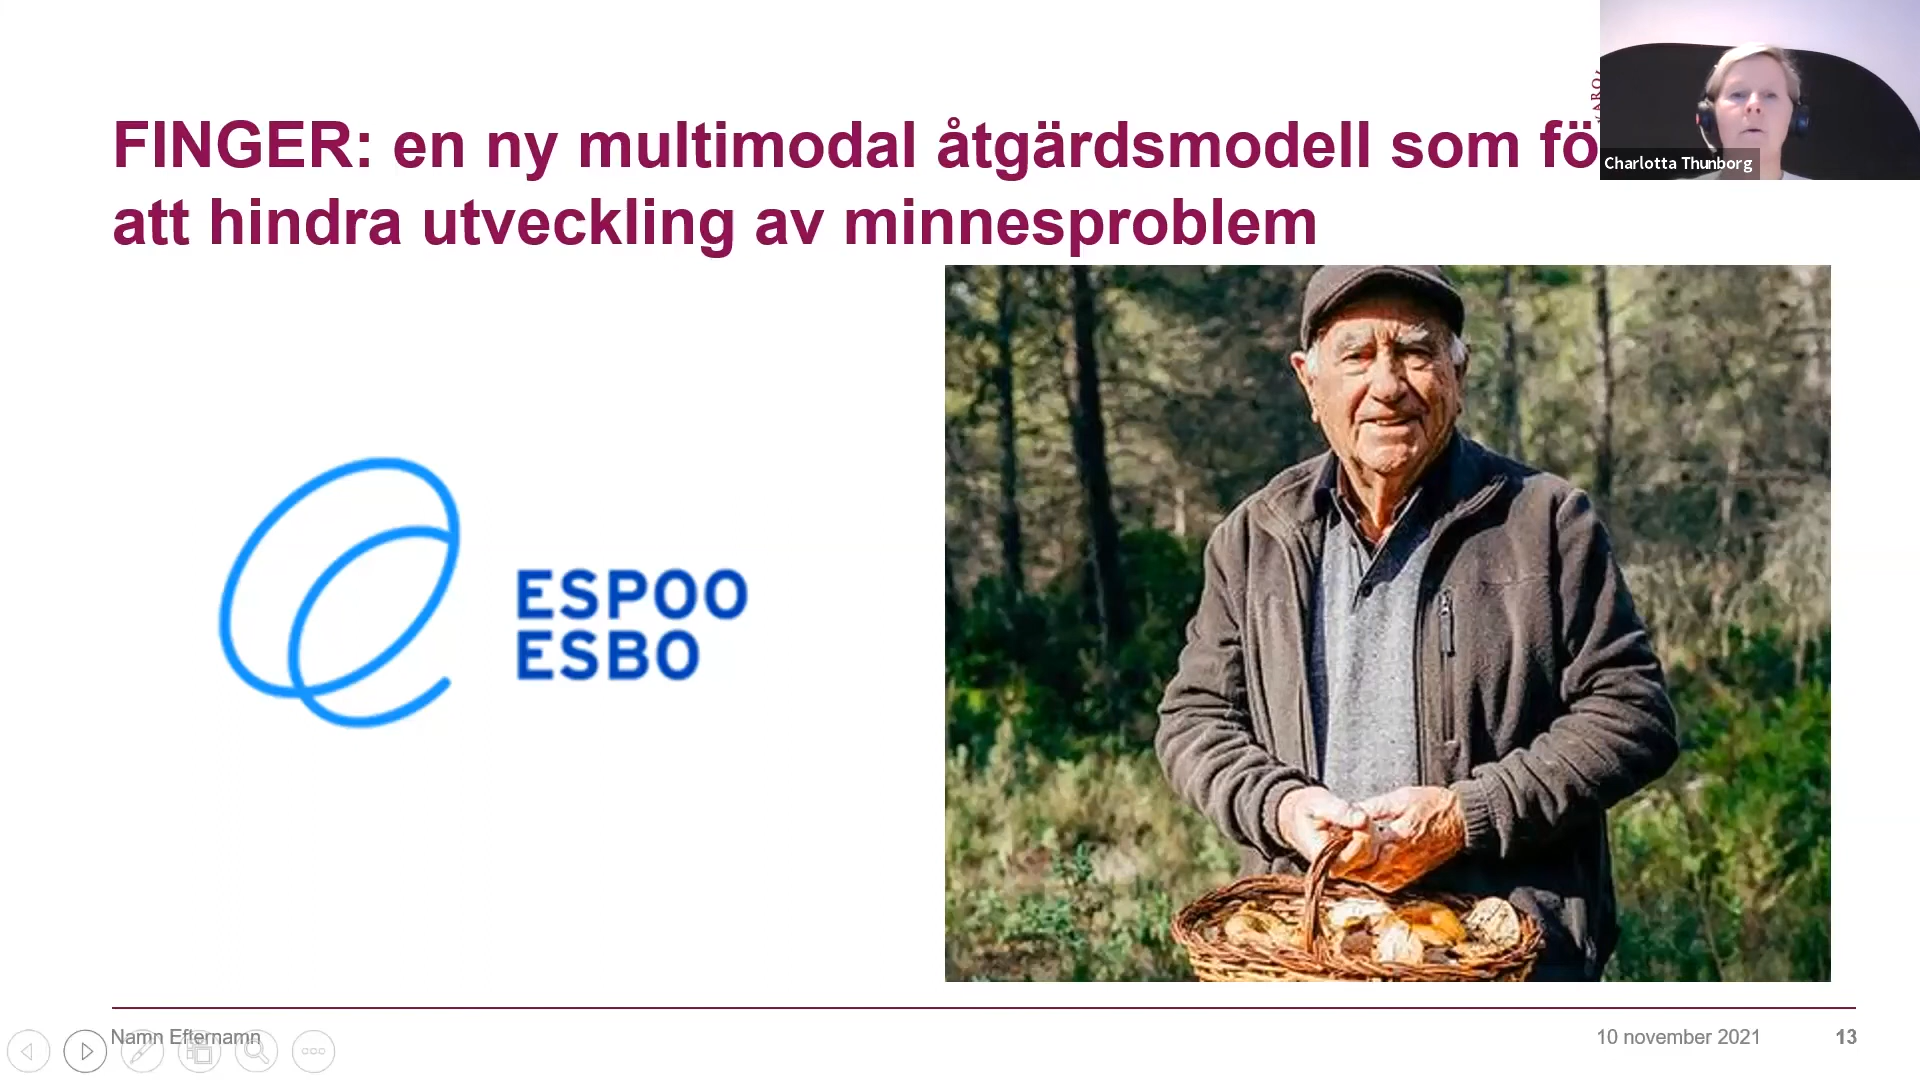 FINGER: en ny multimodal åtgärdsmodell som fö
att hindra utveckling av minnesproblem
Charlotta Thunborg
ESPOO
ESBO
Namn Efternamn
10 november 2021
13